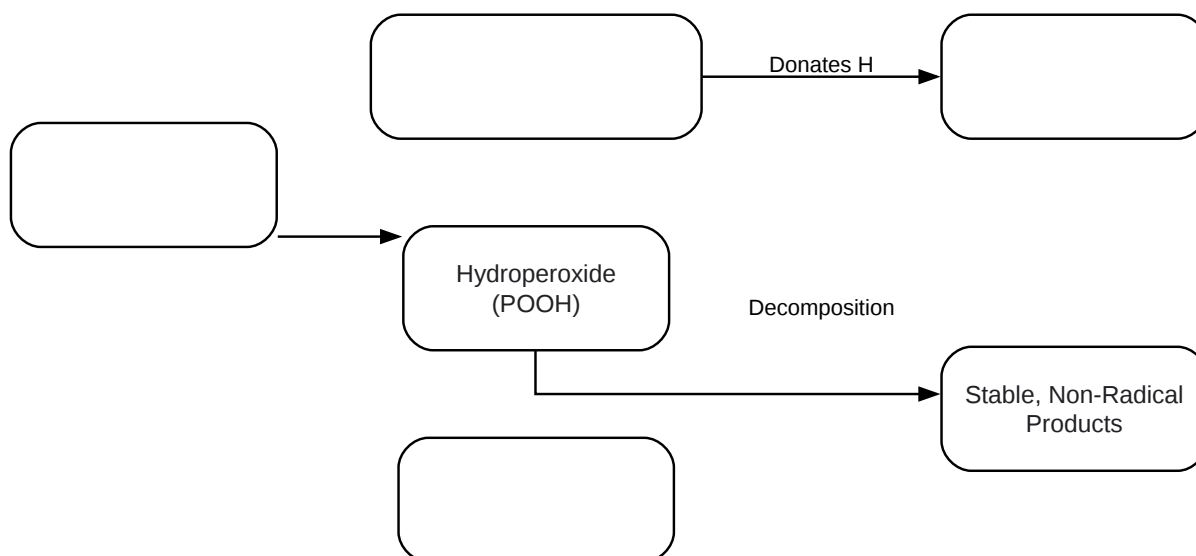 Donates H
Hydroperoxide
(POOH)
Decomposition
Stable, Non-Radical
Products